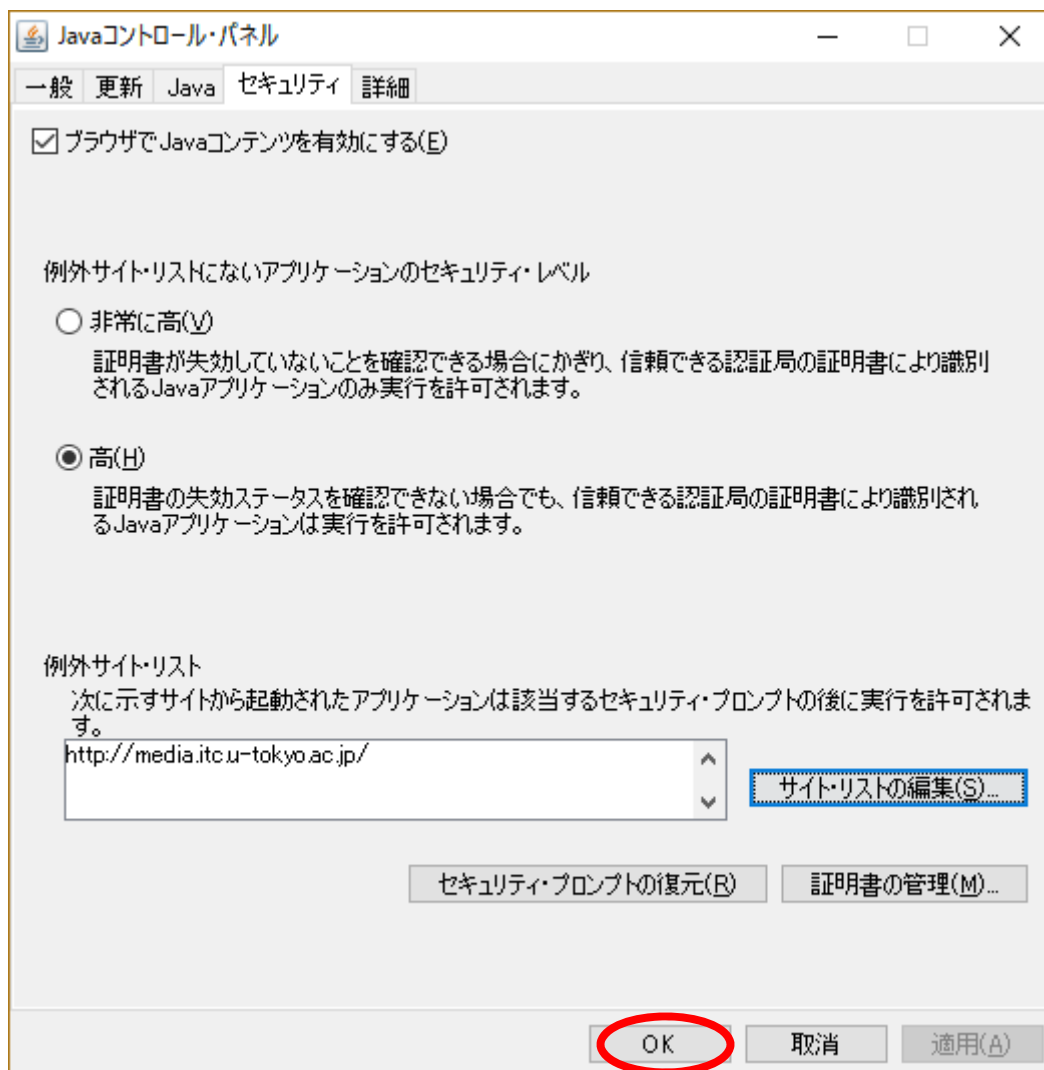 Javaコントロール・パネル
一般 更新 Java セキュリティ 詳細
ブラウザでJavaコンテンツを有効にする(E)
例外サイト・リストにないアプリケーションのセキュリティ・レベル
非常に高(V)
証明書が失効していないことを確認できる場合にかぎり、信頼できる認証局の証明書により識別
されるJavaアプリケーションのみ実行を許可されます。
高(H)
証明書の失効ステータスを確認できない場合でも、信頼できる認証局の証明書により識別され
るJavaアプリケーションは実行を許可されます。
例外サイト・リスト
次に示すサイトから起動されたアプリケーションは該当するセキュリティ・プロンプトの後に実行を許可されま
す。
http://media.itc.u-tokyo.ac.jp/
サイト・リストの編集(S)...
セキュリティ・プロンプトの復元(R) 証明書の管理(M)...
OK 取消 適用(A)